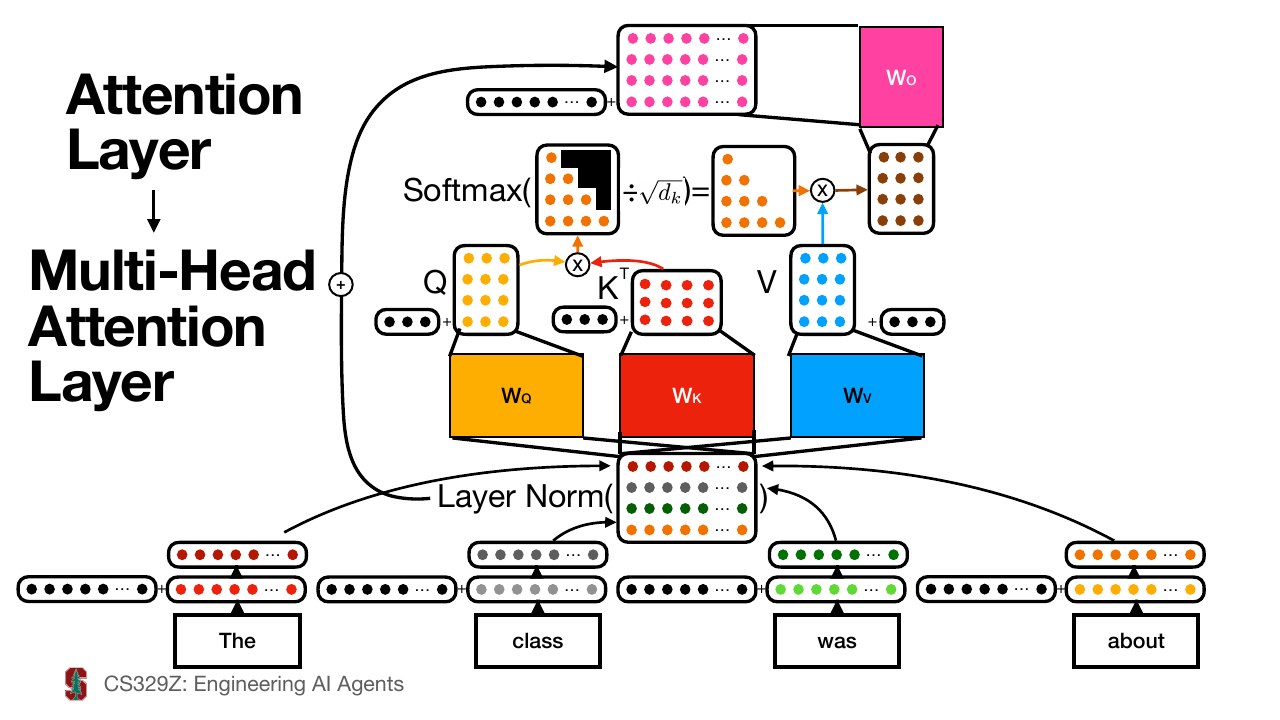 Attention
Layer
Multi-Head
Attention
Layer
... + ... WO
Softmax( ÷√dk)=
x
+
Q x KT V
+ + +
WQ WK WV
Layer Norm( ... )
... ... ... ...
... + ... ... + ... ... + ... ... + ...
The class was about
S CS329Z: Engineering AI Agents